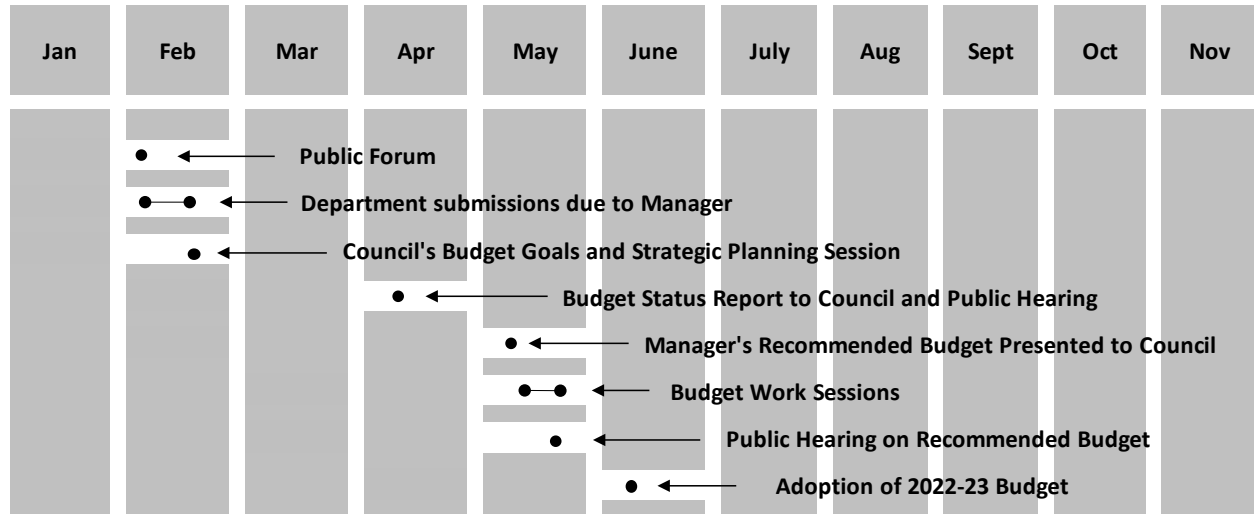 Jan Feb Mar Apr May June July Aug Sept Oct Nov
Public Forum
Department submissions due to Manager
Council's Budget Goals and Strategic Planning Session
Budget Status Report to Council and Public Hearing
Manager's Recommended Budget Presented to Council
Budget Work Sessions
Public Hearing on Recommended Budget
Adoption of 2022-23 Budget